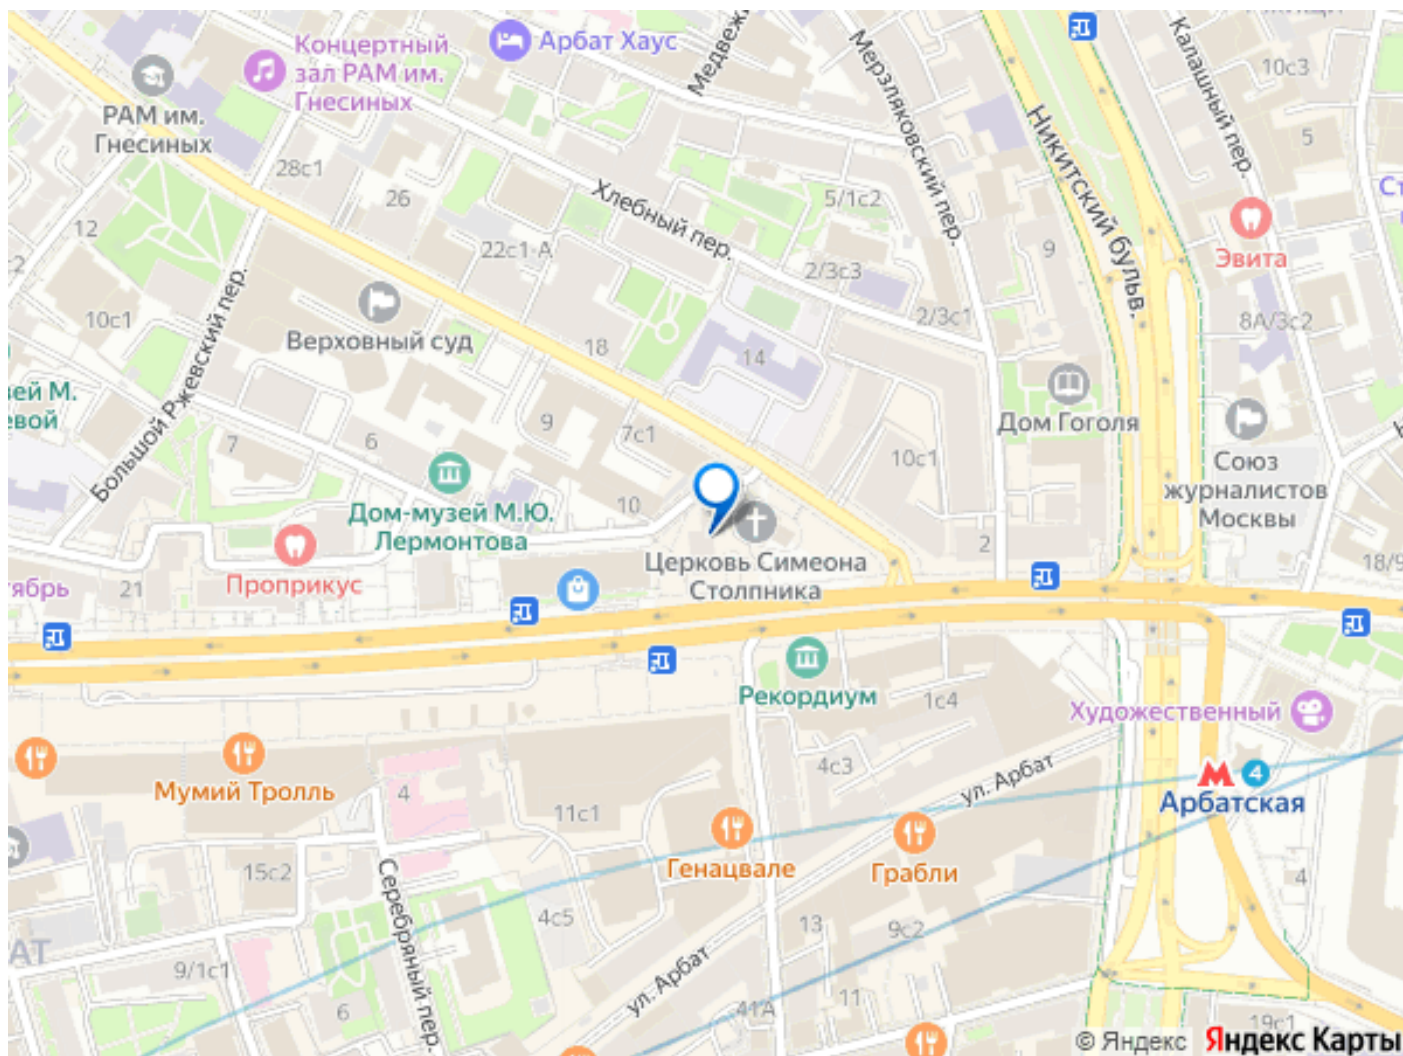 Концертный
зал РАМ им.
Гнесиных
Арбат Хаус
РАМ им.
Гнесиных
28с1
26
12
10с1
Большой Ржевский пер.
22с1-А
Хлебный пер.
Мерзляковский пер.
5/1с2
2/3с3
2/3с1
9
Никитский бульв.
Калашный пер.
10с3
5
Эвита
8А/3с2
Верховный суд
18
14
зей М.
евой
7
6
9
7с1
10
Дом-музей М.Ю.
Лермонтова
Проприкус
21
тябрь
Церковь Симеона
Столпника
10с1
2
Дом Гоголя
Союз
журналистов
Москвы
18/9
Рекордиум
1с4
Художественный
4с3
ул. Арбат
4
Арбатская
Мумий Тролль
4
11с1
Генацвале
Грабли
15с2
Серебряный пер.
4с5
13
9с2
4
АТ
9/1с1
6
ул. Арбат
41А
11
19с1
© Яндекс Яндекс Карты